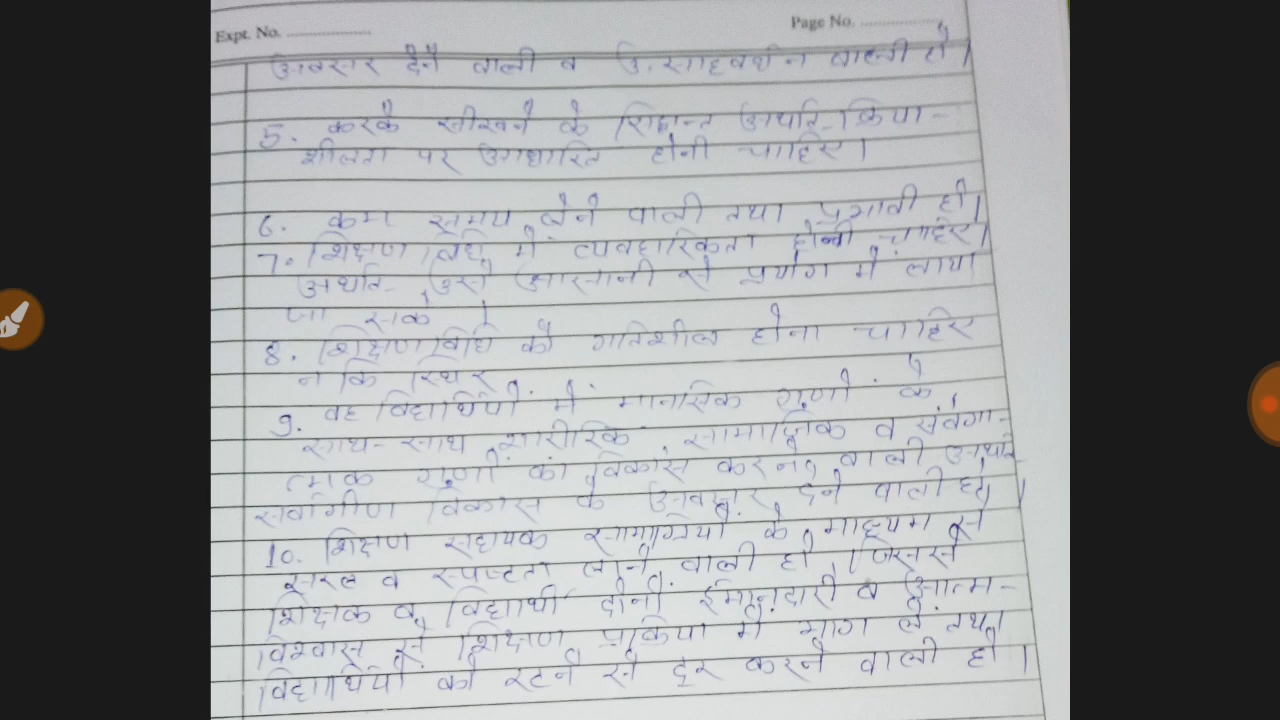 Expt. No. ..................
Page No. ..................
अवसर देने वाली व उत्साहवर्धन वाली हो।
5. करके सीखने के सिद्धान्त अर्थात् क्रिया-
शीलता पर आधारित होनी चाहिए।
6. कम समय लेने वाली तथा प्रभावी हो।
7. शिक्षण विधि में व्यवहारिकता होनी चाहिए।
अर्थात- उसे आसानी से प्रयोग में लाया
जा सके।
8. शिक्षण विधि को गतिशील होना चाहिए
न कि स्थिर
9. वह विद्यार्थियों में मानसिक गुणों के
साथ-साथ शारीरिक, सामाजिक व संवेगा-
त्मक गुणों का विकास करने वाली अर्थात
सर्वांगीण विकास के अवसर देने वाली हो।
10. शिक्षण सहायक सामाग्रियों के माध्यम से
सरल व स्पष्टता लाने वाली हो। जिससे
शिक्षक व विद्यार्थी दोनों ईमानदारी व आत्म-
विश्वास से शिक्षण प्रक्रिया में भाग लें तथा
विद्यार्थियों को रटने से दूर करने वाली हो।